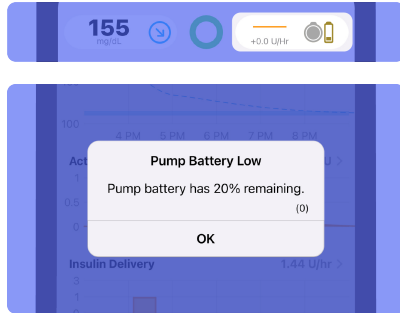 155
mg/dL
+0.0 U/Hr
100
4 PM 5 PM 6 PM 7 PM 8 PM
Pump Battery Low
Act
U >
1
Pump battery has 20% remaining.
0.5
(0)
0
OK
Insulin Delivery 1.44 U/hr >
3
1